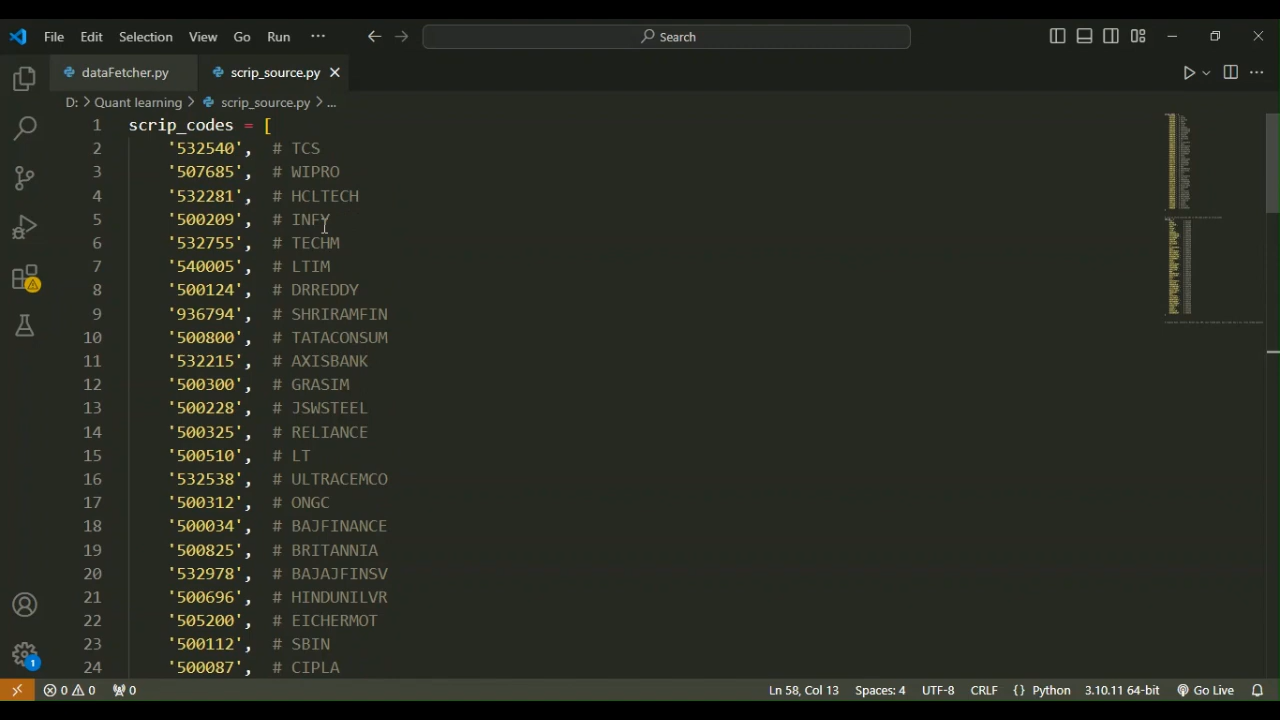 File Edit Selection View Go Run ··· Search
dataFetcher.py scrip_source.py
D: > Quant learning > scrip_source.py > ...
1 scrip_codes = [
2 '532540', # TCS
3 '507685', # WIPRO
4 '532281', # HCLTECH
5 '500209', # INFY
6 '532755', # TECHM
7 '540005', # LTIM
8 '500124', # DRREDDY
9 '936794', # SHRIRAMFIN
10 '500800', # TATACONSUM
11 '532215', # AXISBANK
12 '500300', # GRASIM
13 '500228', # JSWSTEEL
14 '500325', # RELIANCE
15 '500510', # LT
16 '532538', # ULTRACEMCO
17 '500312', # ONGC
18 '500034', # BAJFINANCE
19 '500825', # BRITANNIA
20 '532978', # BAJAJFINSV
21 '500696', # HINDUNILVR
22 '505200', # EICHERMOT
23 '500112', # SBIN
24 '500087', # CIPLA
1
0 0 0 Ln 58, Col 13 Spaces: 4 UTF-8 CRLF {} Python 3.10.11 64-bit Go Live